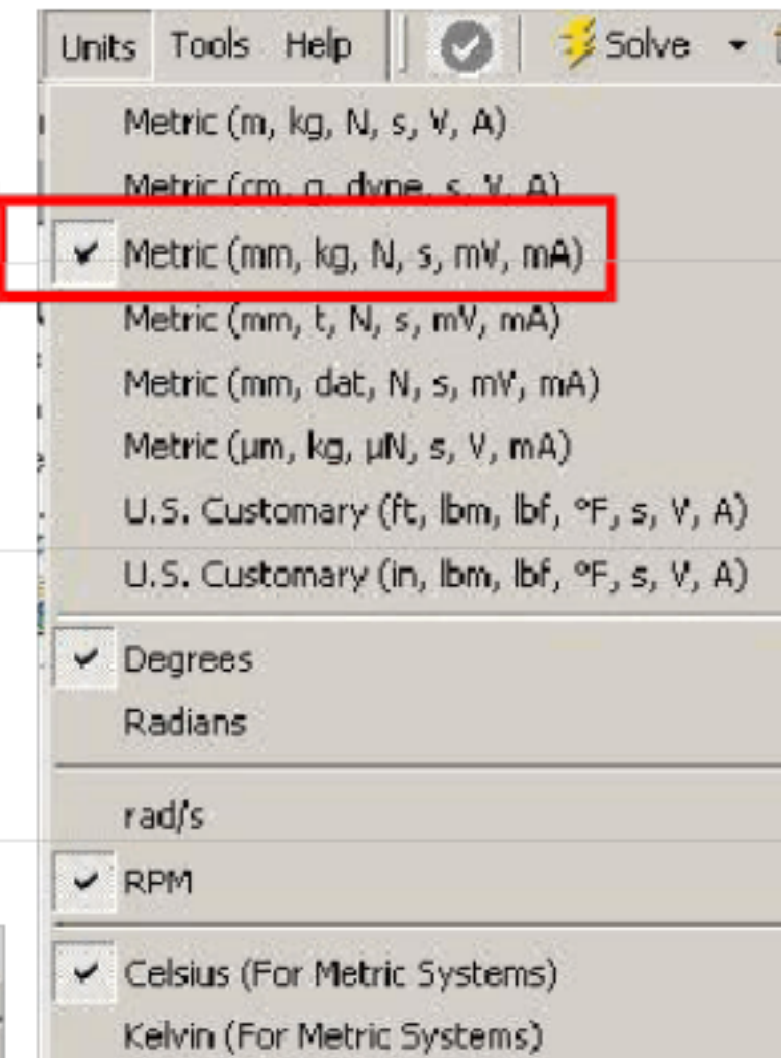 Units Tools Help Solve
Metric (m, kg, N, s, V, A)
Metric (cm, g, dyne, s, V, A)
Metric (mm, kg, N, s, mV, mA)
Metric (mm, t, N, s, mV, mA)
Metric (mm, dat, N, s, mV, mA)
Metric (µm, kg, µN, s, V, mA)
U.S. Customary (ft, lbm, lbf, °F, s, V, A)
U.S. Customary (in, lbm, lbf, °F, s, V, A)
Degrees
Radians
rad/s
RPM
Celsius (For Metric Systems)
Kelvin (For Metric Systems)